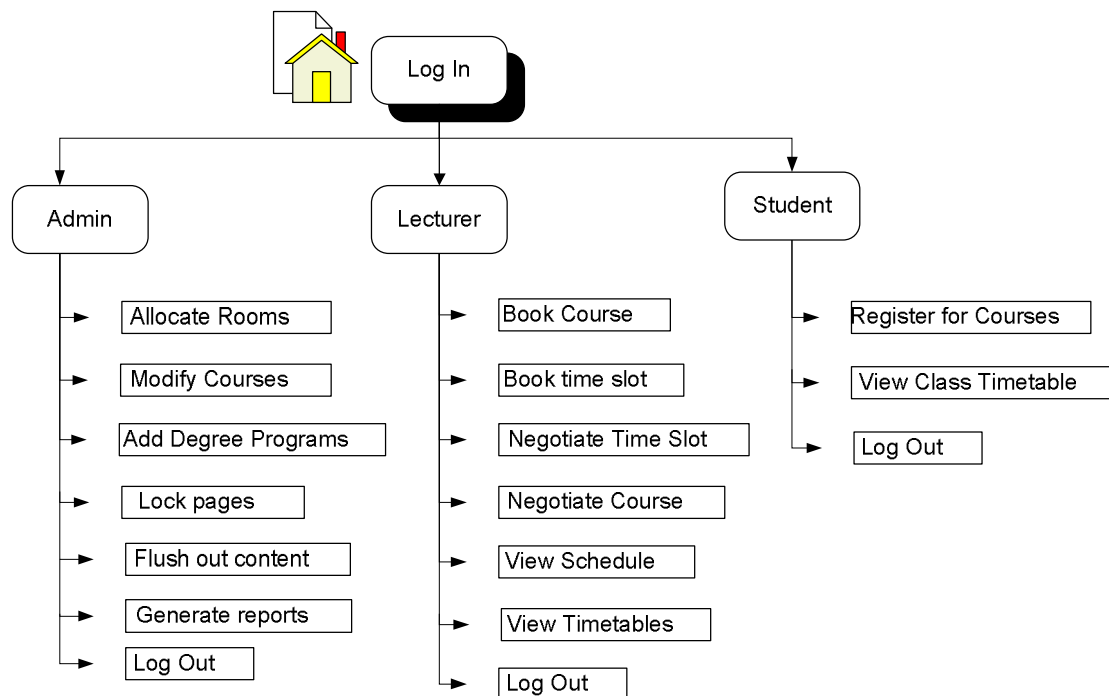 Log In
Admin
Lecturer
Student
Allocate Rooms
Modify Courses
Add Degree Programs
Lock pages
Flush out content
Generate reports
Log Out
Book Course
Book time slot
Negotiate Time Slot
Negotiate Course
View Schedule
View Timetables
Log Out
Register for Courses
View Class Timetable
Log Out